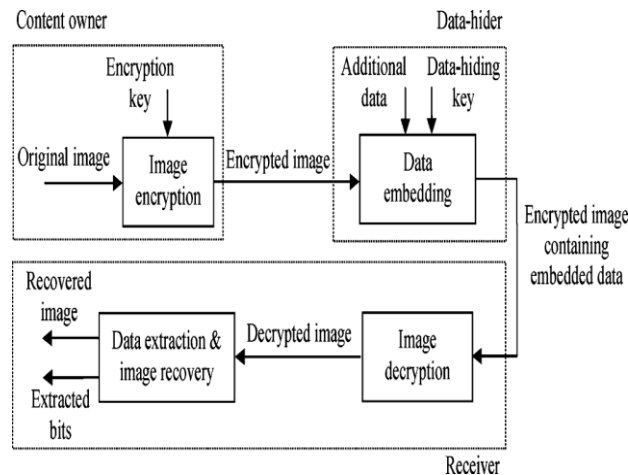 Content owner
Data-hider
Encryption
key
Additional
data
Data-hiding
key
Original image
Image
encryption
Encrypted image
Data
embedding
Encrypted image
containing
embedded data
Recovered
image
Data extraction &
image recovery
Decrypted image
Image
decryption
Extracted
bits
Receiver